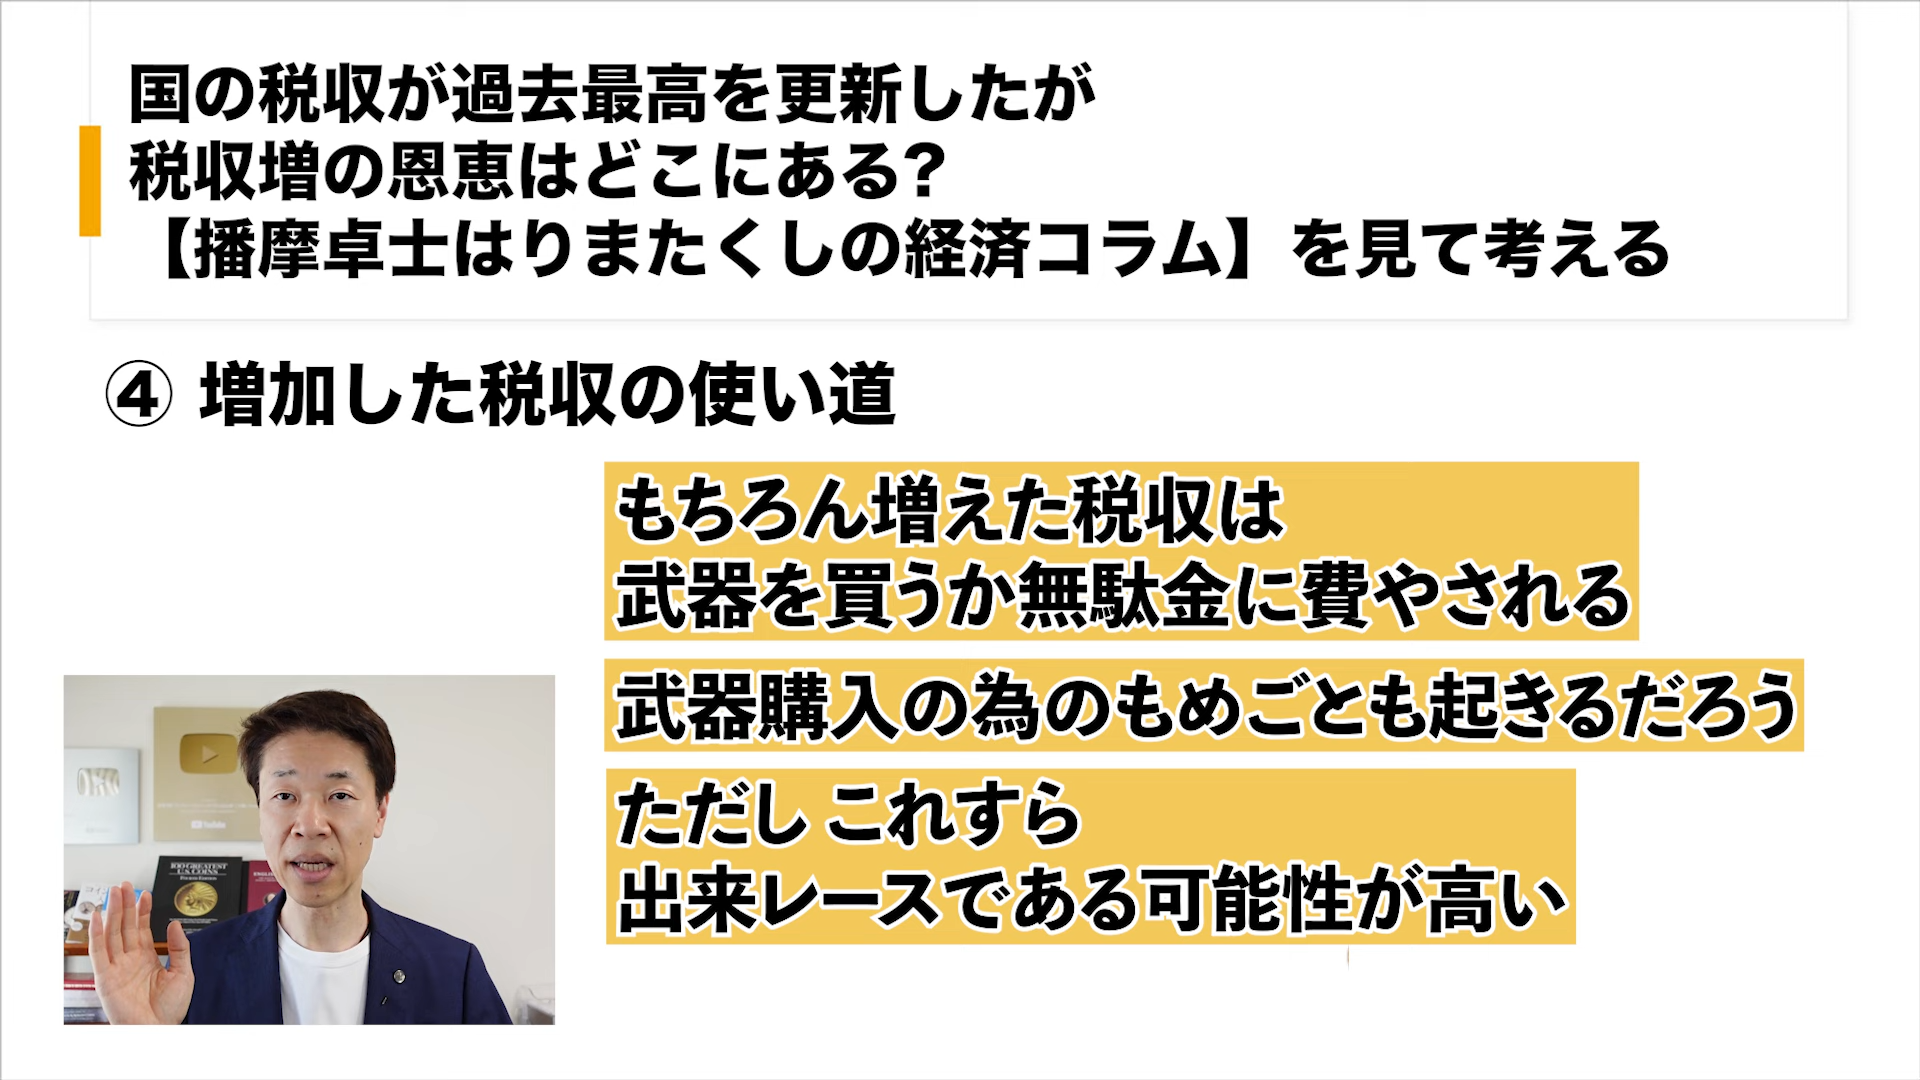 国の税収が過去最高を更新したが
税収増の恩恵はどこにある?
【播摩卓士はりまたくしの経済コラム】を見て考える
④ 増加した税収の使い道
もちろん増えた税収は
武器を買うか無駄金に費やされる
武器購入の為のもめごとも起きるだろう
ただし これすら
出来レースである可能性が高い
YouTube
100 GREATEST
U.S. COINS